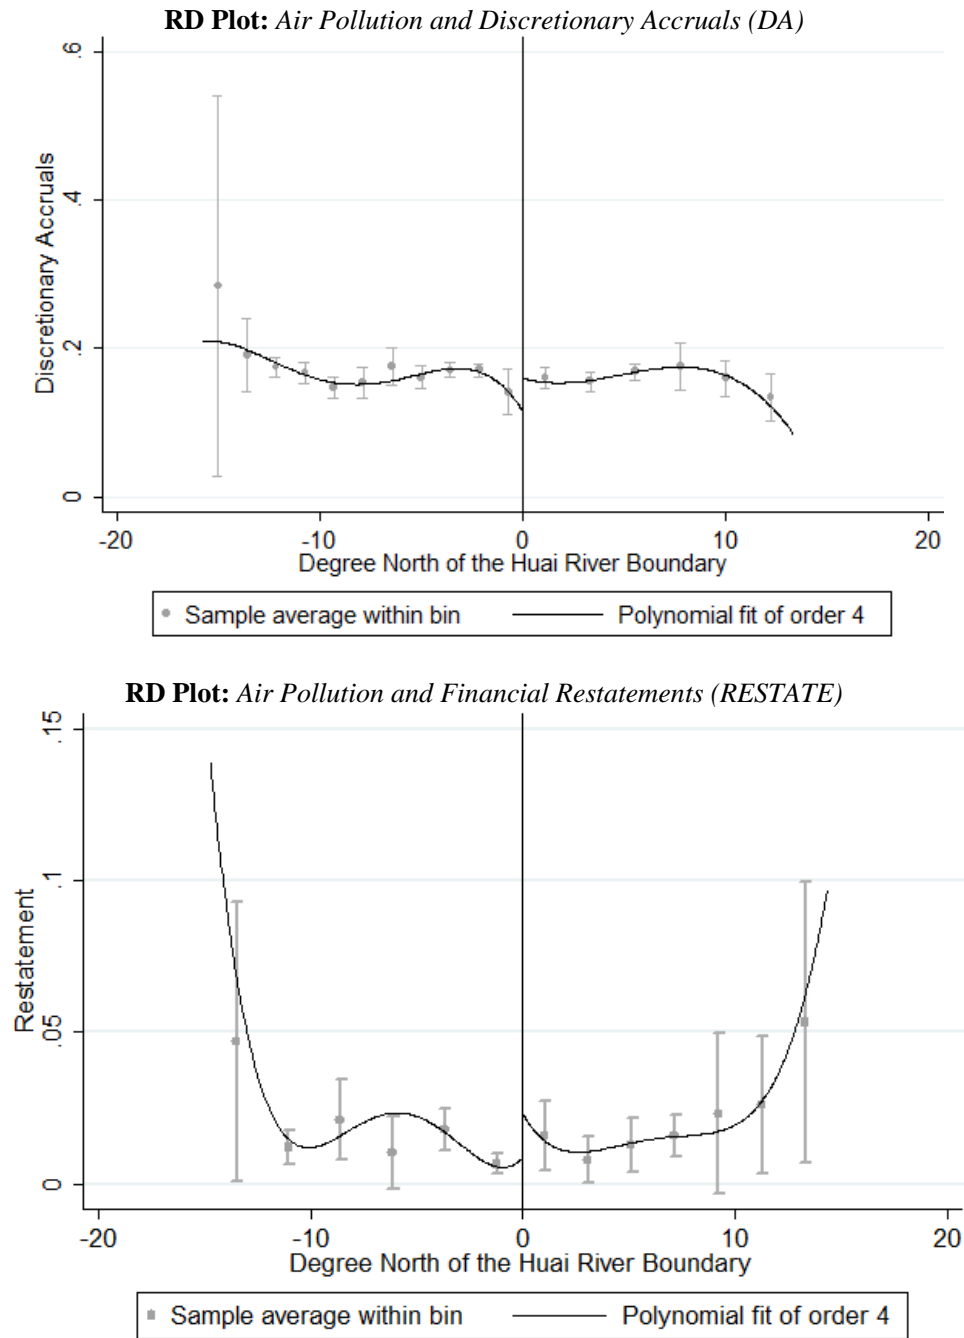 RD Plot: Air Pollution and Discretionary Accruals (DA)
.6
.4
.2
0
Discretionary Accruals
-20 -10 0 10 20
Degree North of the Huai River Boundary
Sample average within bin Polynomial fit of order 4
RD Plot: Air Pollution and Financial Restatements (RESTATE)
.15
.1
.05
0
Restatement
-20 -10 0 10 20
Degree North of the Huai River Boundary
Sample average within bin Polynomial fit of order 4